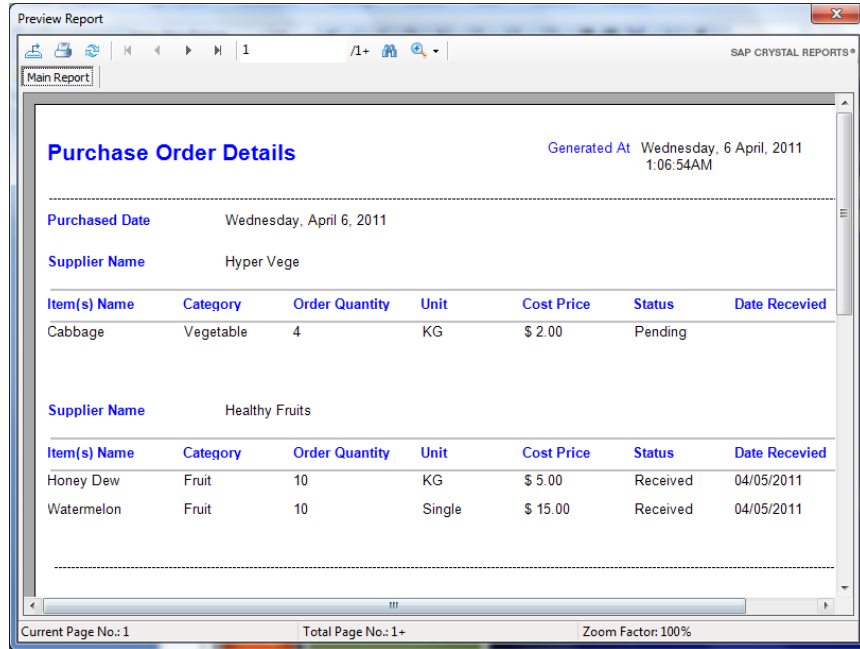 Preview Report
1 /1+ SAP CRYSTAL REPORTS®
Main Report
Purchase Order Details Generated At Wednesday, 6 April, 2011
1:06:54AM
Purchased Date Wednesday, April 6, 2011
Supplier Name Hyper Vege
Item(s) Name Category Order Quantity Unit Cost Price Status Date Recevied
Cabbage Vegetable 4 KG $ 2.00 Pending
Supplier Name Healthy Fruits
Item(s) Name Category Order Quantity Unit Cost Price Status Date Recevied
Honey Dew Fruit 10 KG $ 5.00 Received 04/05/2011
Watermelon Fruit 10 Single $ 15.00 Received 04/05/2011
Current Page No.: 1 Total Page No.: 1+ Zoom Factor: 100%